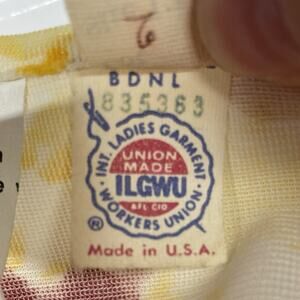 6
BDNL
835363
INT. LADIES GARMENT
WORKERS UNION
UNION
MADE
ILGWU
AFL CIO
®
Made in U.S.A.